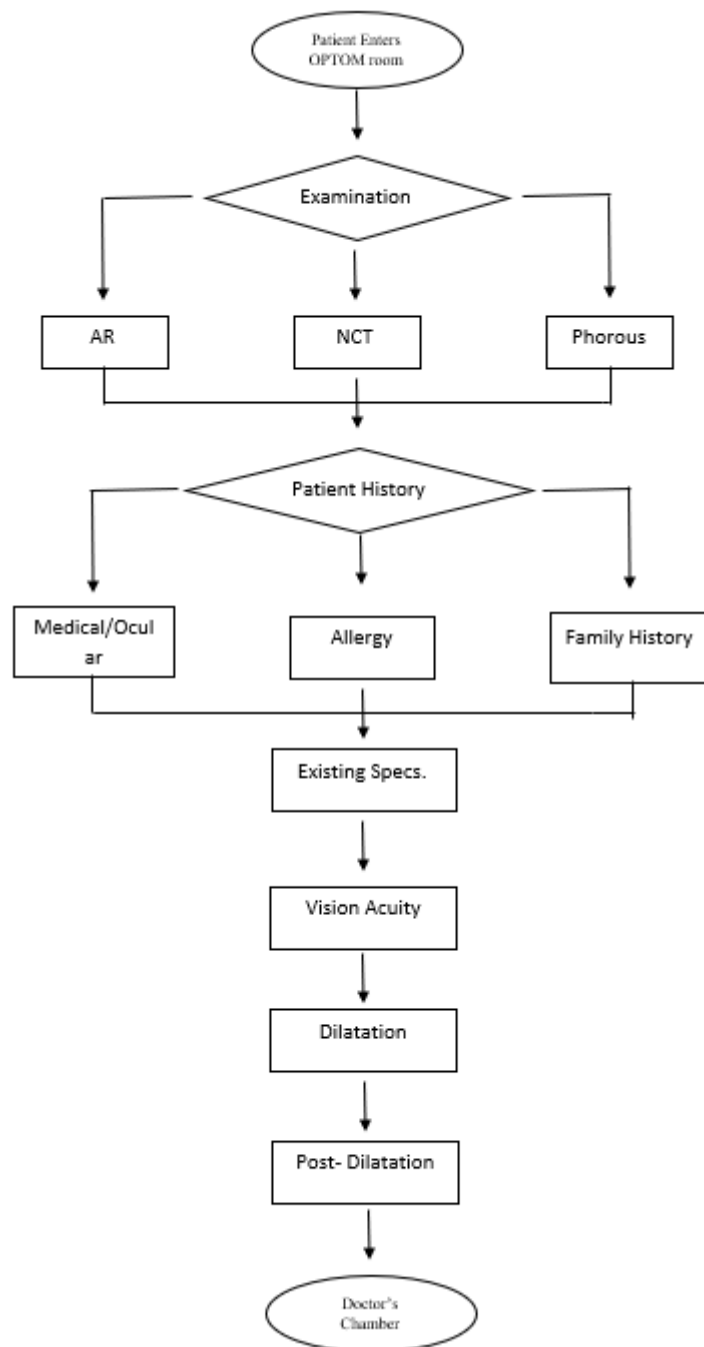 Patient Enters
OPTOM room
Examination
AR
NCT
Phorous
Patient History
Medical/Ocul
ar
Allergy
Family History
Existing Specs.
Vision Acuity
Dilatation
Post- Dilatation
Doctor's
Chamber